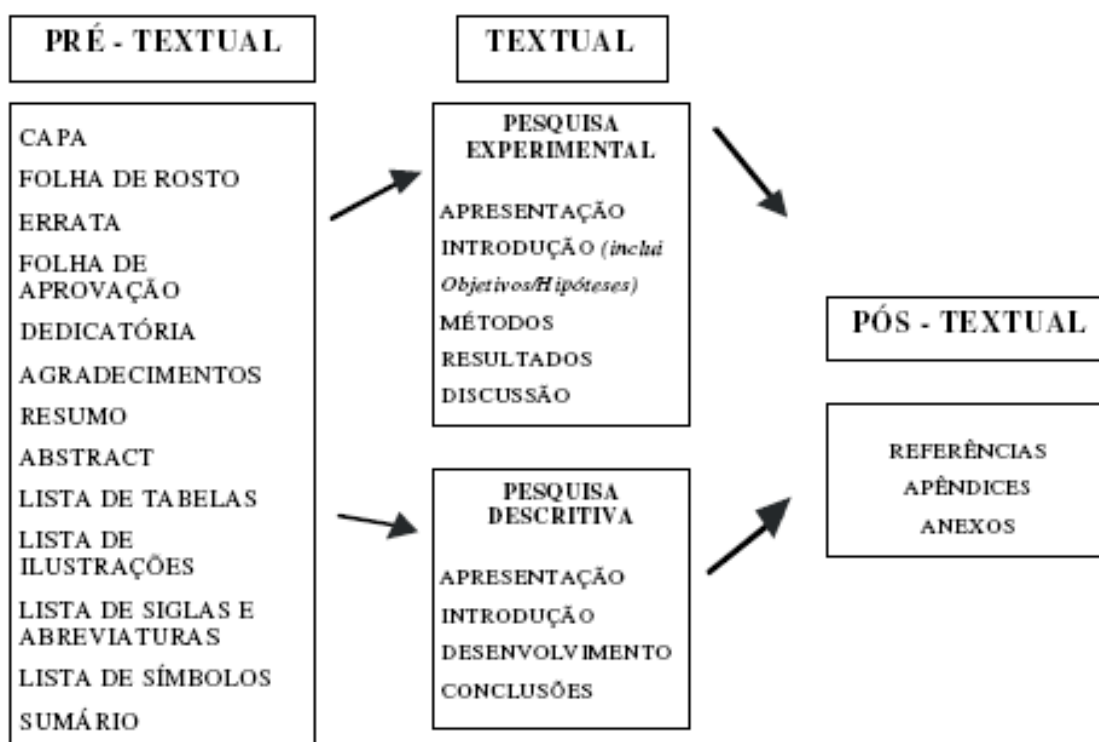 PRÉ - TEXTUAL
CAPA
FOLHA DE ROSTO
ERRATA
FOLHA DE
APROVAÇÃO
DEDICATÓRIA
AGRADECIMENTOS
RESUMO
ABSTRACT
LISTA DE TABELAS
LISTA DE
ILUSTRAÇÕES
LISTA DE SIGLAS E
ABREVIATURAS
LISTA DE SÍMBOLOS
SUMÁRIO
TEXTUAL
PESQUISA
EXPERIMENTAL
APRESENTAÇÃO
INTRODUÇÃO (inclui
Objetivos/Hipóteses)
MÉTODOS
RESULTADOS
DISCUSSÃO
PESQUISA
DESCRITIVA
APRESENTAÇÃO
INTRODUÇÃO
DESENVOLVIMENTO
CONCLUSÕES
PÓS - TEXTUAL
REFERÊNCIAS
APÊNDICES
ANEXOS